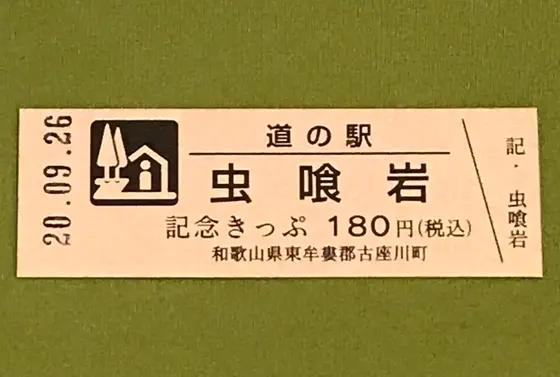 20.09.26
道の駅
虫喰岩
記念きっぷ 180円(税込)
和歌山県東牟婁郡古座川町
記・虫喰岩